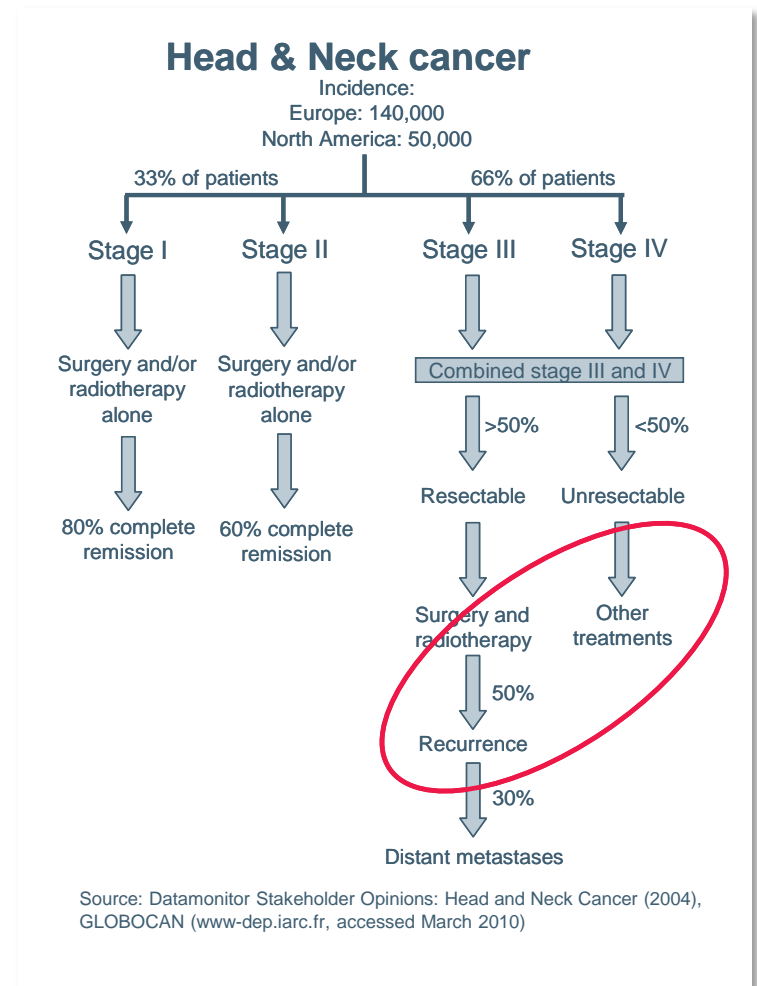 Head & Neck cancer
Incidence:
Europe: 140,000
North America: 50,000
33% of patients
66% of patients
Stage I
Stage II
Stage III
Stage IV
Surgery and/or
radiotherapy
alone
Surgery and/or
radiotherapy
alone
Combined stage III and IV
>50%
<50%
Resectable
Unresectable
80% complete
remission
60% complete
remission
Surgery and
radiotherapy
Other
treatments
50%
Recurrence
30%
Distant metastases
Source: Datamonitor Stakeholder Opinions: Head and Neck Cancer (2004),
GLOBOCAN (www-dep.iarc.fr, accessed March 2010)